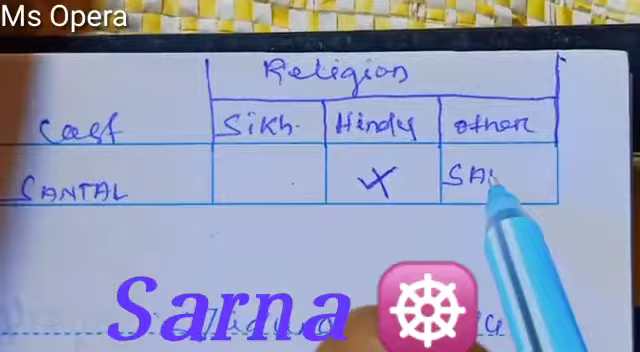 Ms Opera
Religion
Cast Sikh. Hindu Other
SANTAL X SA
Sarna